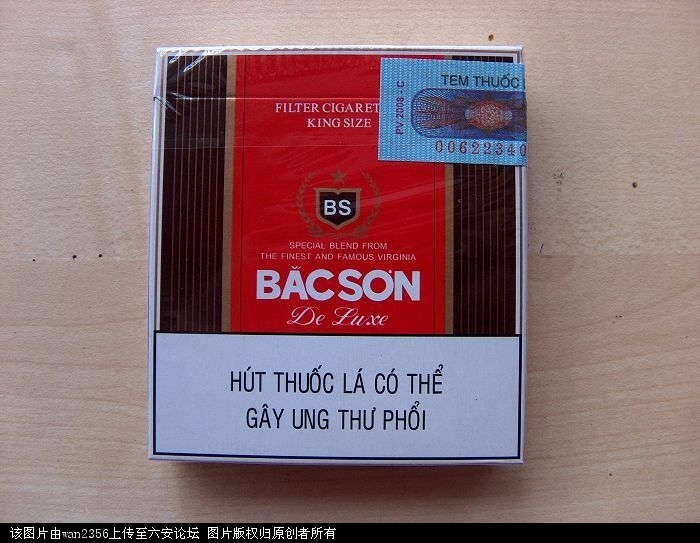 TEM THUỐC
PV 2008 - C
00622340
FILTER CIGARET
KING SIZE
BS
SPECIAL BLEND FROM
THE FINEST AND FAMOUS VIRGINIA
BẮC SƠN
De Luxe
HÚT THUỐC LÁ CÓ THỂ
GÂY UNG THƯ PHỔI
该图片由wan2356上传至六安论坛 图片版权归原创者所有